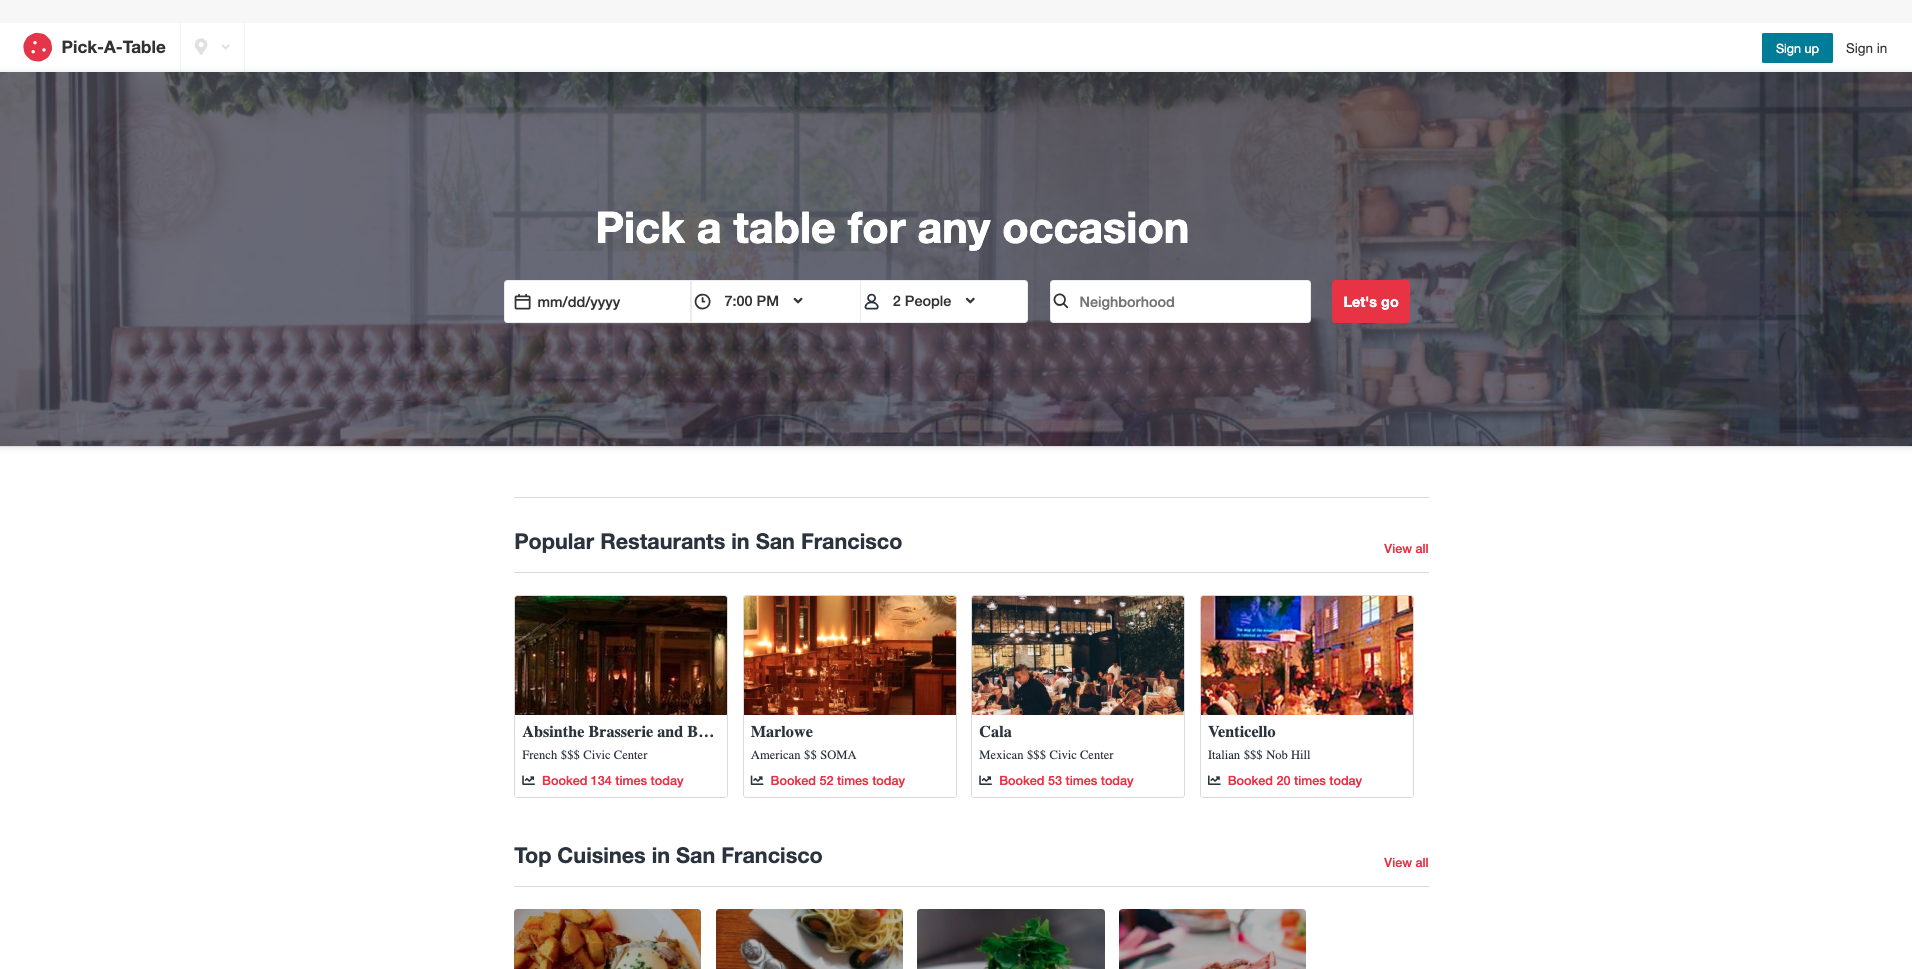 Pick-A-Table
Sign up
Sign in
Pick a table for any occasion
mm/dd/yyyy
7:00 PM
2 People
Neighborhood
Let's go
Popular Restaurants in San Francisco
View all
Absinthe Brasserie and B...
French $$$ Civic Center
Booked 134 times today
Marlowe
American $$ SOMA
Booked 52 times today
Cala
Mexican $$$ Civic Center
Booked 53 times today
Venticello
Italian $$$ Nob Hill
Booked 20 times today
Top Cuisines in San Francisco
View all